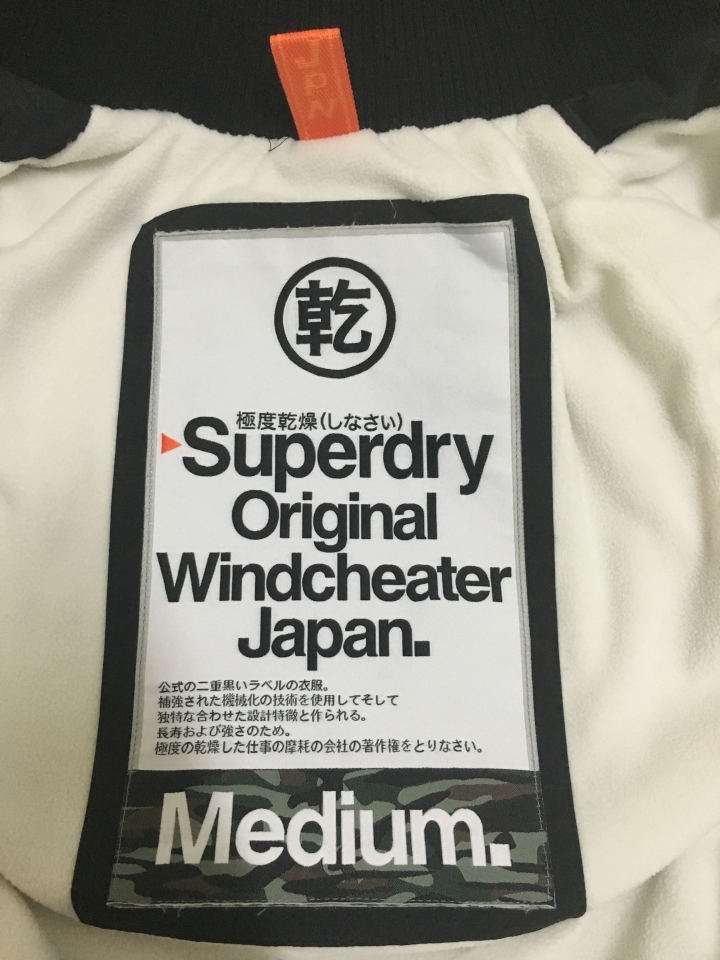 JPN
乾
極度乾燥(しなさい)
Superdry
Original
Windcheater
Japan.
公式の二重黒いラベルの衣服。
補強された機械化の技術を使用してそして
独特な合わせた設計特微と作られる。
長寿および強さのため。
極度の乾燥した仕事の摩耗の会社の著作権をとりなさい。
Medium.